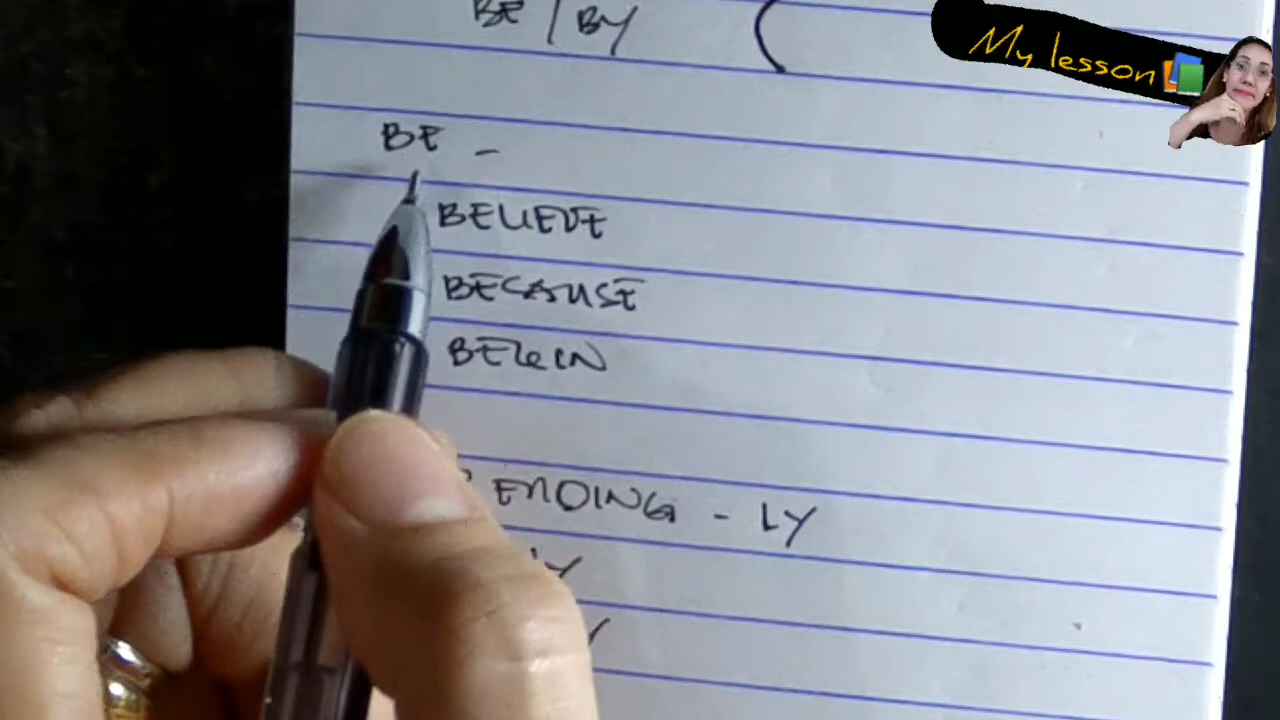 BE / BY
My lesson
BE -
BELIEVE
BECAUSE
BEGIN
ENDING - LY